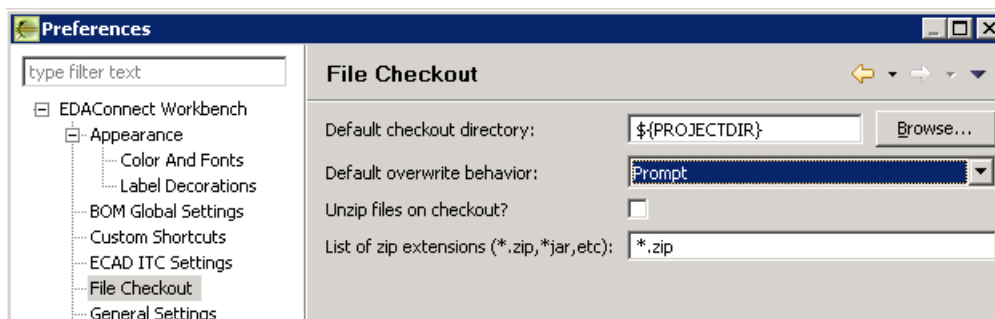 Preferences
type filter text
EDAConnect Workbench
Appearance
Color And Fonts
Label Decorations
BOM Global Settings
Custom Shortcuts
ECAD ITC Settings
File Checkout
General Settings
File Checkout
Default checkout directory: ${PROJECTDIR} Browse...
Default overwrite behavior: Prompt
Unzip files on checkout?
List of zip extensions (*.zip,*jar,etc): *.zip